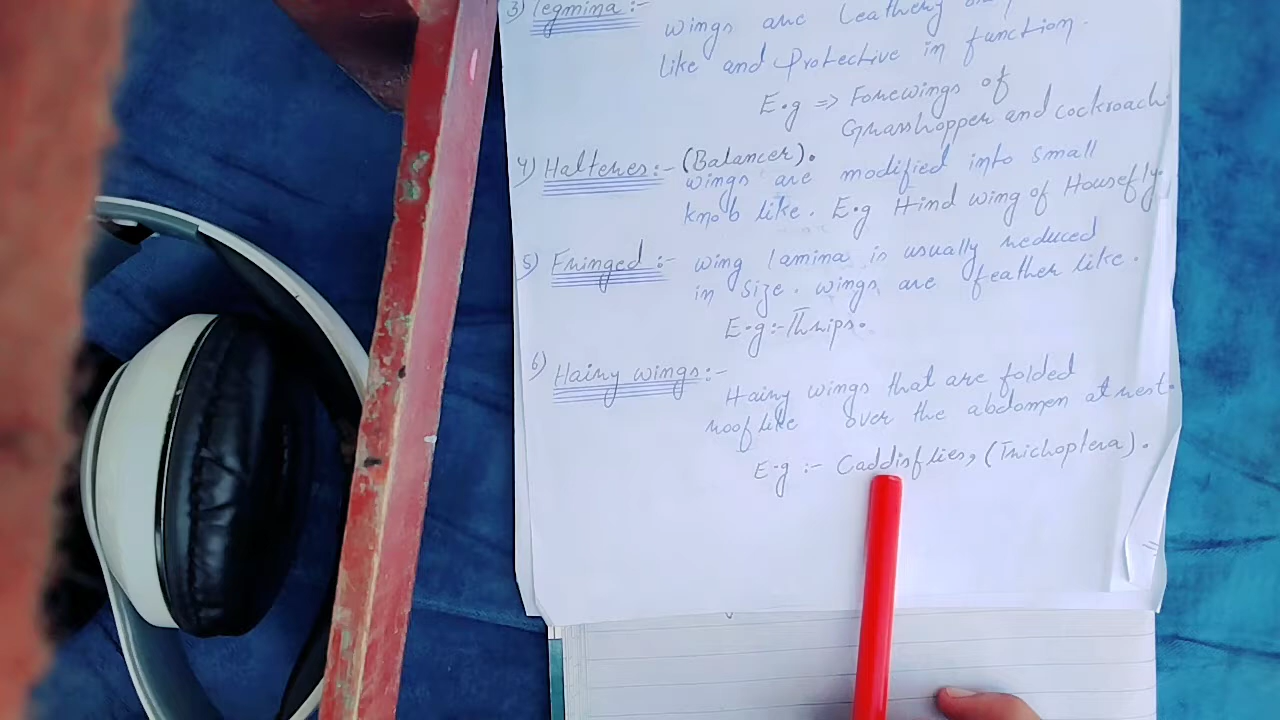 3) Tegmina:-
wings are Leathery
like and Protective in function.
E.g => Forewings of
Grasshopper and cockroach.
4) Halteres:- (Balancer).
wings are modified into small
knob like. E.g Hind wing of Housefly.
5) Fringed:- wing lamina is usually reduced
in size. wings are feather like.
E.g:- Thrips.
6) Hairy wings:-
Hairy wings that are folded
roof like over the abdomen at rest.
E.g :- Caddisflies, (Trichoptera).